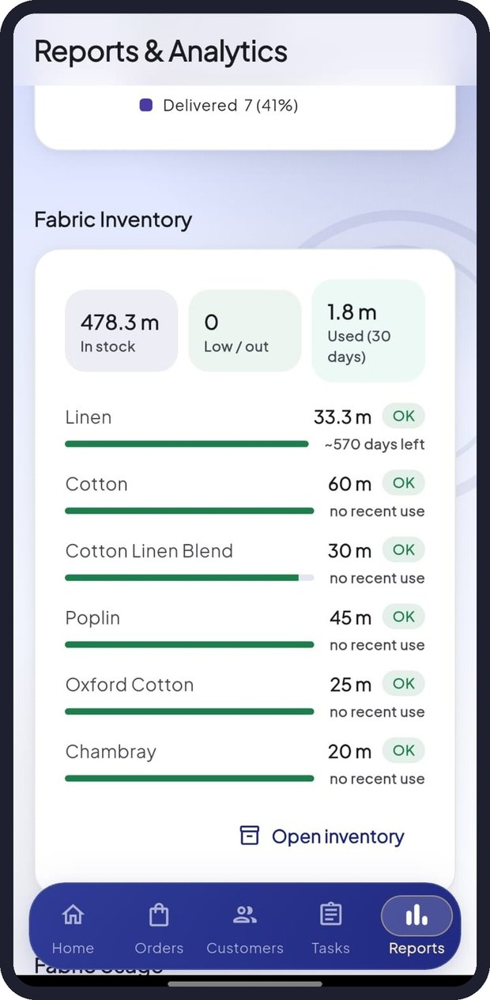 Reports & Analytics
Delivered 7 (41%)
Fabric Inventory
478.3 m
In stock
0
Low / out
1.8 m
Used (30
days)
Linen 33.3 m OK
~570 days left
Cotton 60 m OK
no recent use
Cotton Linen Blend 30 m OK
no recent use
Poplin 45 m OK
no recent use
Oxford Cotton 25 m OK
no recent use
Chambray 20 m OK
no recent use
Open inventory
Home Orders Customers Tasks Reports
Fabric Usage